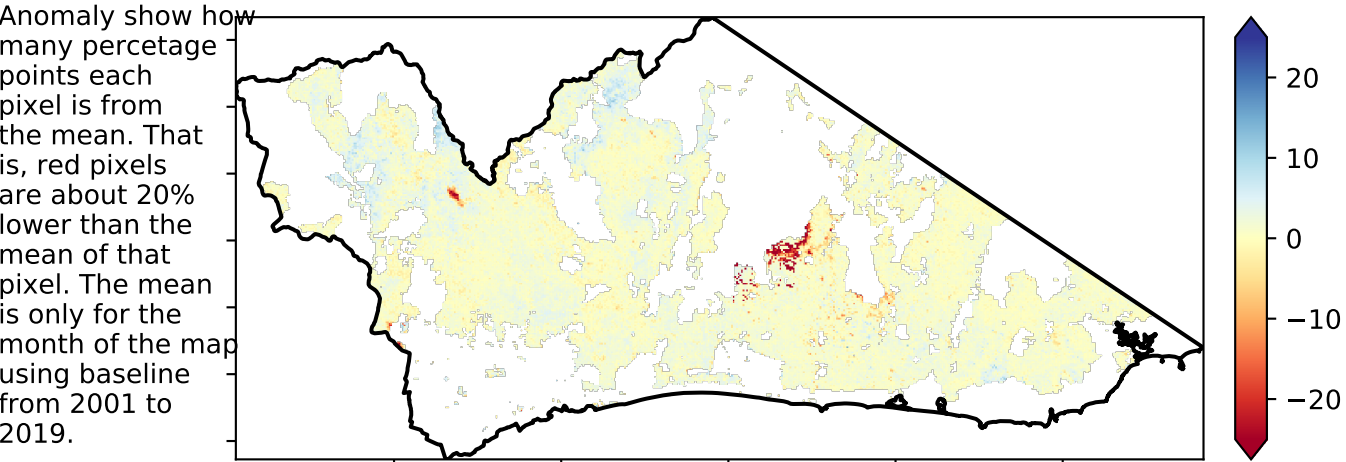 Anomaly show how
many percetage
points each
pixel is from
the mean. That
is, red pixels
are about 20%
lower than the
mean of that
pixel. The mean
is only for the
month of the map
using baseline
from 2001 to
2019.
20
10
0
−10
−20